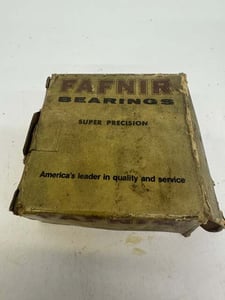 FAFNIR
BEARINGS
SUPER PRECISION
America's leader in quality and service